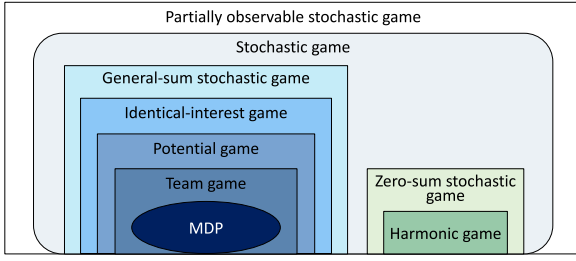 Partially observable stochastic game
Stochastic game
General-sum stochastic game
Identical-interest game
Potential game
Team game
MDP
Zero-sum stochastic
game
Harmonic game